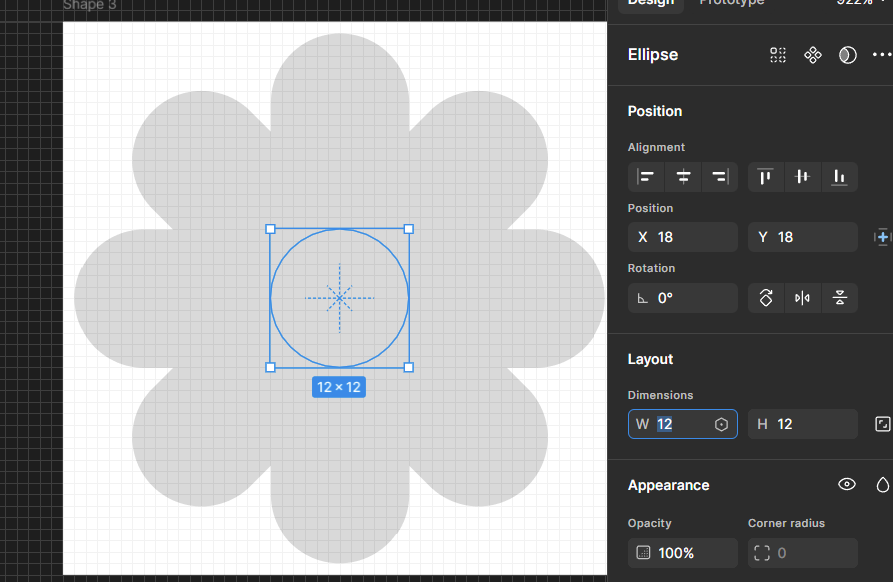 Shape 3
Design Prototype 922%
Ellipse
Position
Alignment
Position
X 18 Y 18
Rotation
0°
Layout
Dimensions
W 12 H 12
12 × 12
Appearance
Opacity Corner radius
100% 0